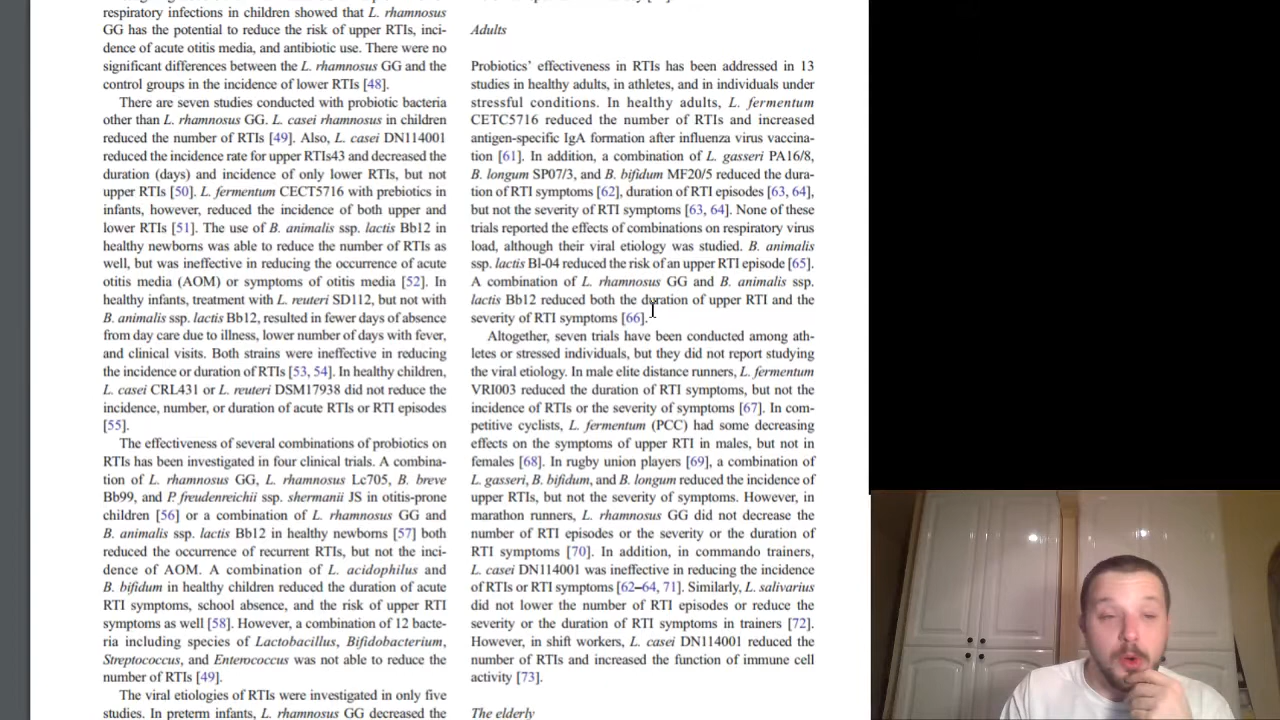 respiratory infections in children showed that L. rhamnosus
GG has the potential to reduce the risk of upper RTIs, inci-
dence of acute otitis media, and antibiotic use. There were no
significant differences between the L. rhamnosus GG and the
control groups in the incidence of lower RTIs [48].
There are seven studies conducted with probiotic bacteria
other than L. rhamnosus GG. L. casei rhamnosus in children
reduced the number of RTIs [49]. Also, L. casei DN114001
reduced the incidence rate for upper RTIs43 and decreased the
duration (days) and incidence of only lower RTIs, but not
upper RTIs [50]. L. fermentum CECT5716 with prebiotics in
infants, however, reduced the incidence of both upper and
lower RTIs [51]. The use of B. animalis ssp. lactis Bb12 in
healthy newborns was able to reduce the number of RTIs as
well, but was ineffective in reducing the occurrence of acute
otitis media (AOM) or symptoms of otitis media [52]. In
healthy infants, treatment with L. reuteri SD112, but not with
B. animalis ssp. lactis Bb12, resulted in fewer days of absence
from day care due to illness, lower number of days with fever,
and clinical visits. Both strains were ineffective in reducing
the incidence or duration of RTIs [53, 54]. In healthy children,
L. casei CRL431 or L. reuteri DSM17938 did not reduce the
incidence, number, or duration of acute RTIs or RTI episodes
[55].
The effectiveness of several combinations of probiotics on
RTIs has been investigated in four clinical trials. A combina-
tion of L. rhamnosus GG, L. rhamnosus Lc705, B. breve
Bb99, and P. freudenreichii ssp. shermanii JS in otitis-prone
children [56] or a combination of L. rhamnosus GG and
B. animalis ssp. lactis Bb12 in healthy newborns [57] both
reduced the occurrence of recurrent RTIs, but not the inci-
dence of AOM. A combination of L. acidophilus and
B. bifidum in healthy children reduced the duration of acute
RTI symptoms, school absence, and the risk of upper RTI
symptoms as well [58]. However, a combination of 12 bacte-
ria including species of Lactobacillus, Bifidobacterium,
Streptococcus, and Enterococcus was not able to reduce the
number of RTIs [49].
The viral etiologies of RTIs were investigated in only five
studies. In preterm infants, L. rhamnosus GG decreased the
Adults
Probiotics' effectiveness in RTIs has been addressed in 13
studies in healthy adults, in athletes, and in individuals under
stressful conditions. In healthy adults, L. fermentum
CETC5716 reduced the number of RTIs and increased
antigen-specific IgA formation after influenza virus vaccina-
tion [61]. In addition, a combination of L. gasseri PA16/8,
B. longum SP07/3, and B. bifidum MF20/5 reduced the dura-
tion of RTI symptoms [62], duration of RTI episodes [63, 64],
but not the severity of RTI symptoms [63, 64]. None of these
trials reported the effects of combinations on respiratory virus
load, although their viral etiology was studied. B. animalis
ssp. lactis Bl-04 reduced the risk of an upper RTI episode [65].
A combination of L. rhamnosus GG and B. animalis ssp.
lactis Bb12 reduced both the duration of upper RTI and the
severity of RTI symptoms [66].
Altogether, seven trials have been conducted among ath-
letes or stressed individuals, but they did not report studying
the viral etiology. In male elite distance runners, L. fermentum
VRI003 reduced the duration of RTI symptoms, but not the
incidence of RTIs or the severity of symptoms [67]. In com-
petitive cyclists, L. fermentum (PCC) had some decreasing
effects on the symptoms of upper RTI in males, but not in
females [68]. In rugby union players [69], a combination of
L. gasseri, B. bifidum, and B. longum reduced the incidence of
upper RTIs, but not the severity of symptoms. However, in
marathon runners, L. rhamnosus GG did not decrease the
number of RTI episodes or the severity or the duration of
RTI symptoms [70]. In addition, in commando trainers,
L. casei DN114001 was ineffective in reducing the incidence
of RTIs or RTI symptoms [62–64, 71]. Similarly, L. salivarius
did not lower the number of RTI episodes or reduce the
severity or the duration of RTI symptoms in trainers [72].
However, in shift workers, L. casei DN114001 reduced the
number of RTIs and increased the function of immune cell
activity [73].
The elderly